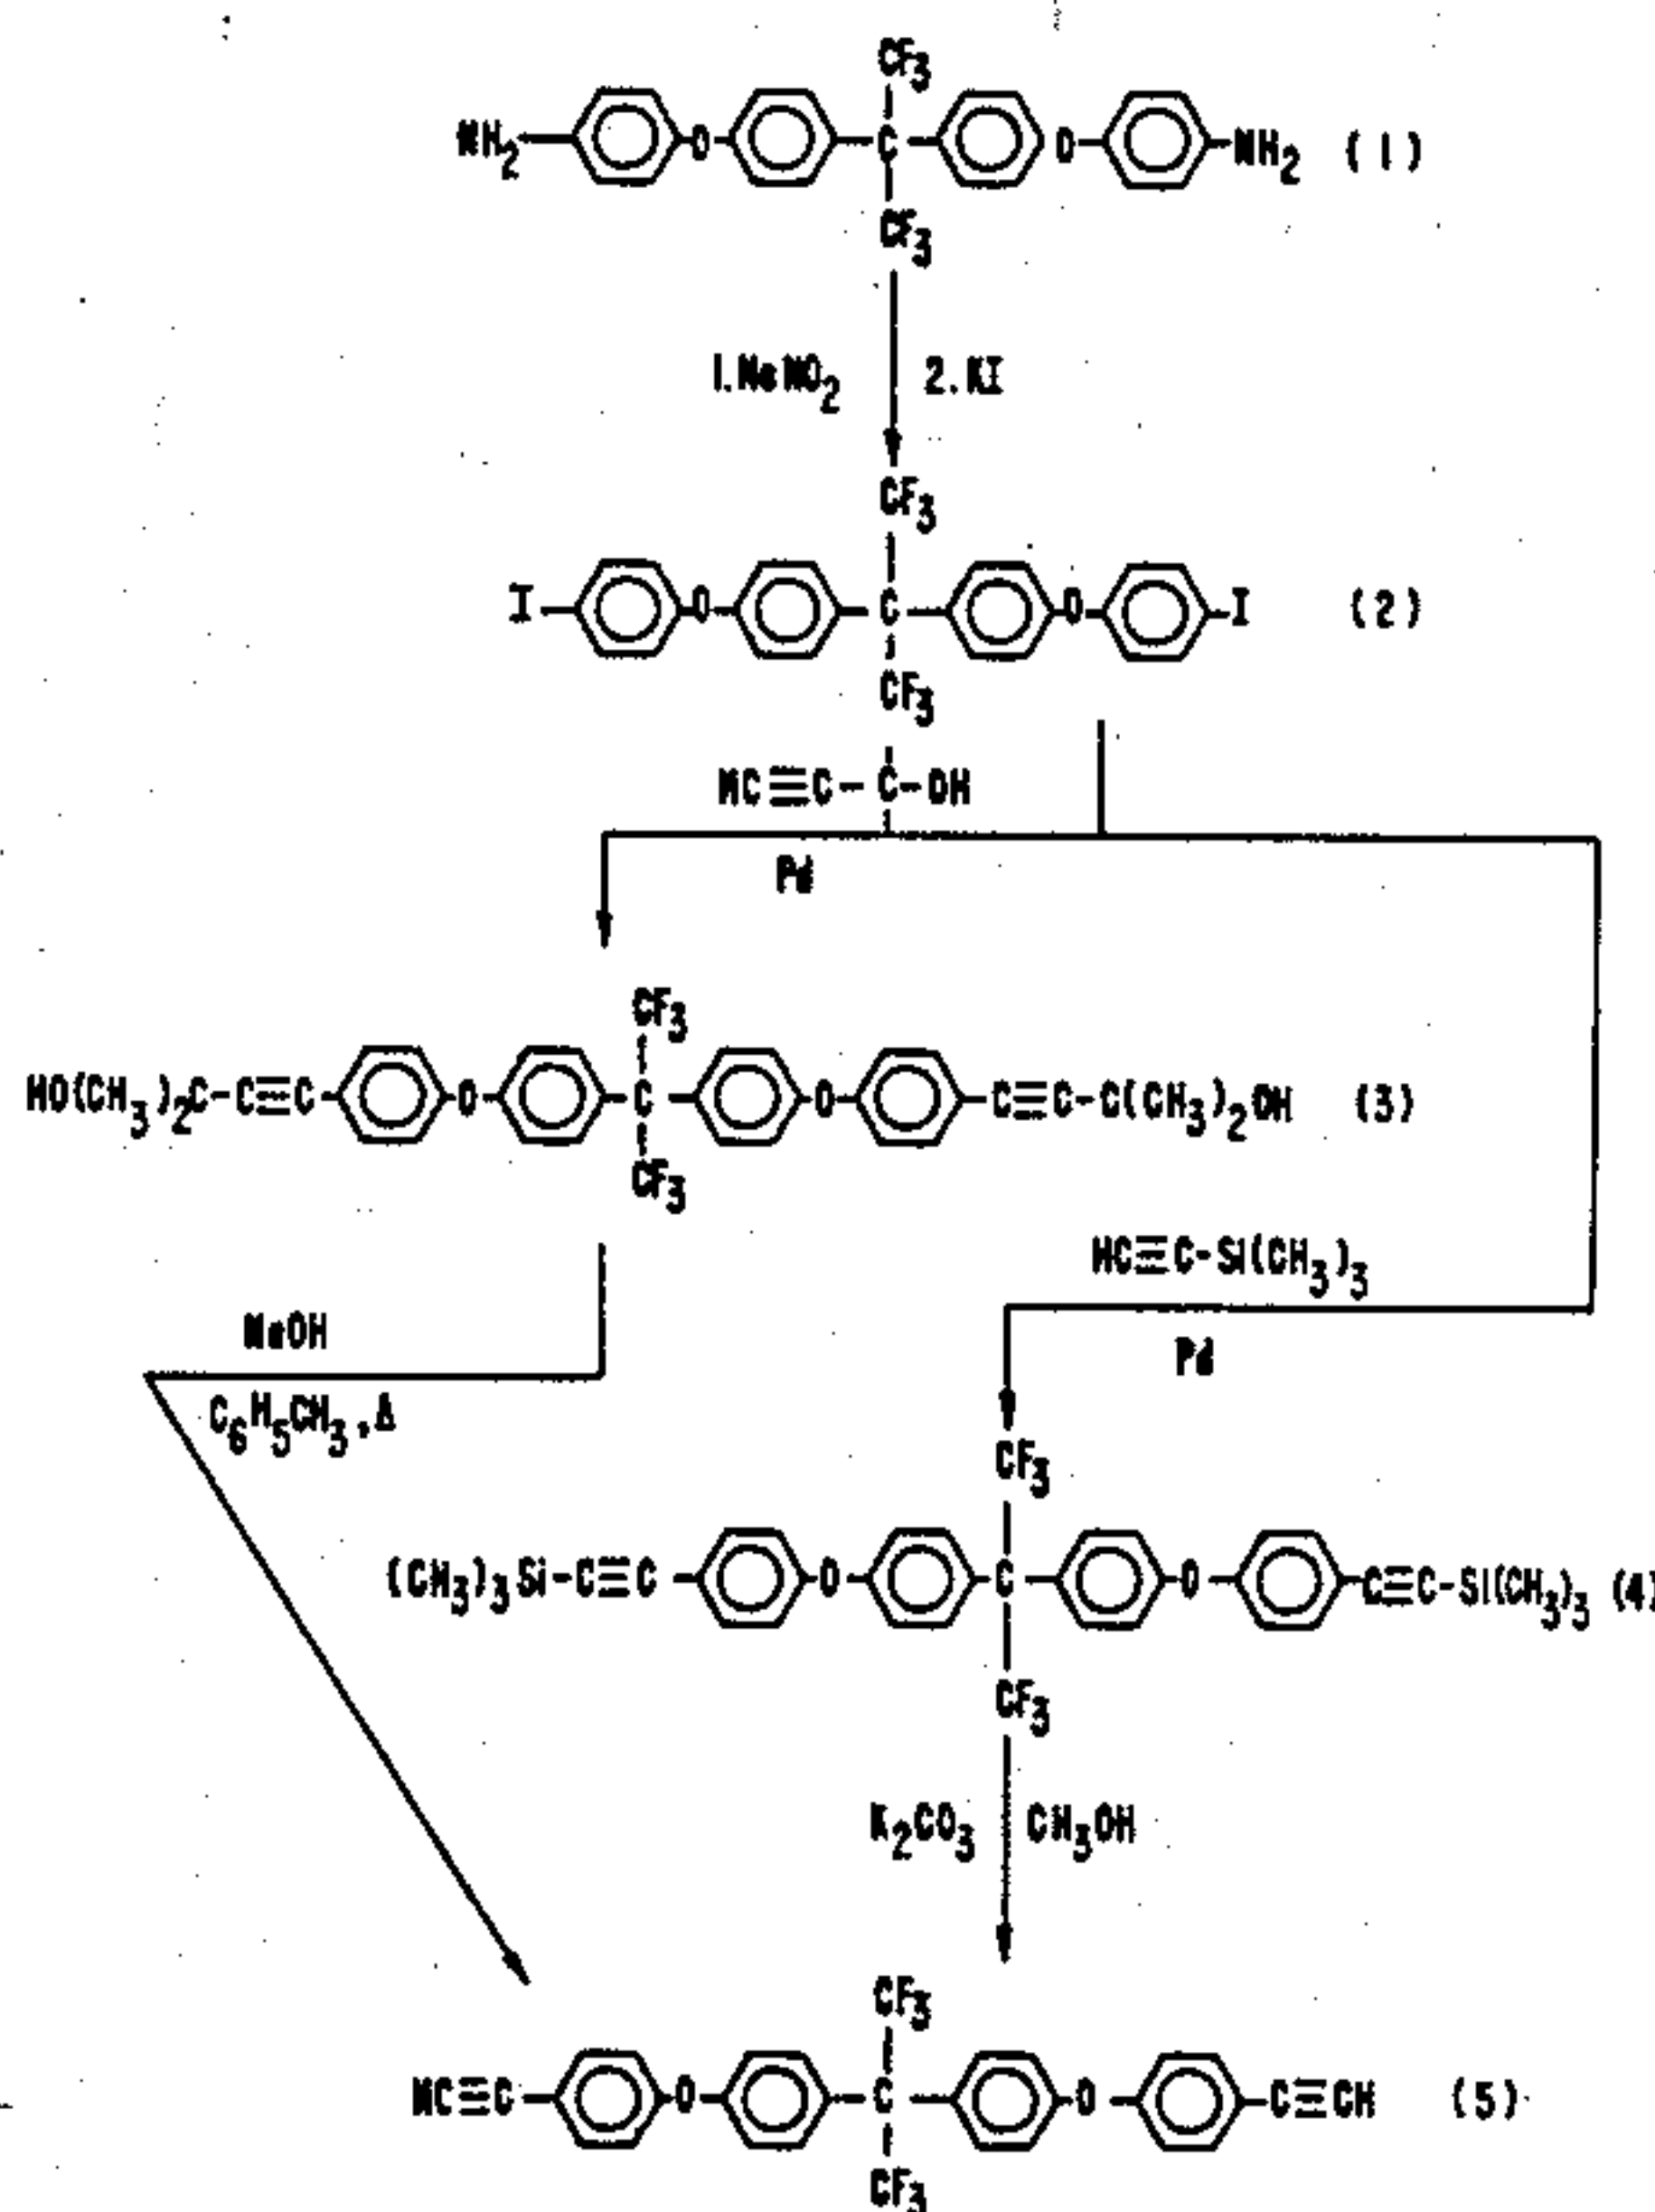 CF3
NH2 O C O NH2 (1)
CF3
1.NaNO2 2.KI
CF3
I O C O I (2)
CF3
HC≡C-C-OH
Pd
CF3
HO(CH3)2C-C≡C O C O C≡C-C(CH3)2OH (3)
CF3
HC≡C-Si(CH3)3
NaOH
Pd
C6H5CH3,Δ
CF3
(CH3)3Si-C≡C O C O C≡C-Si(CH3)3 (4)
CF3
K2CO3 CH3OH
CF3
HC≡C O C O C≡CH (5)
CF3